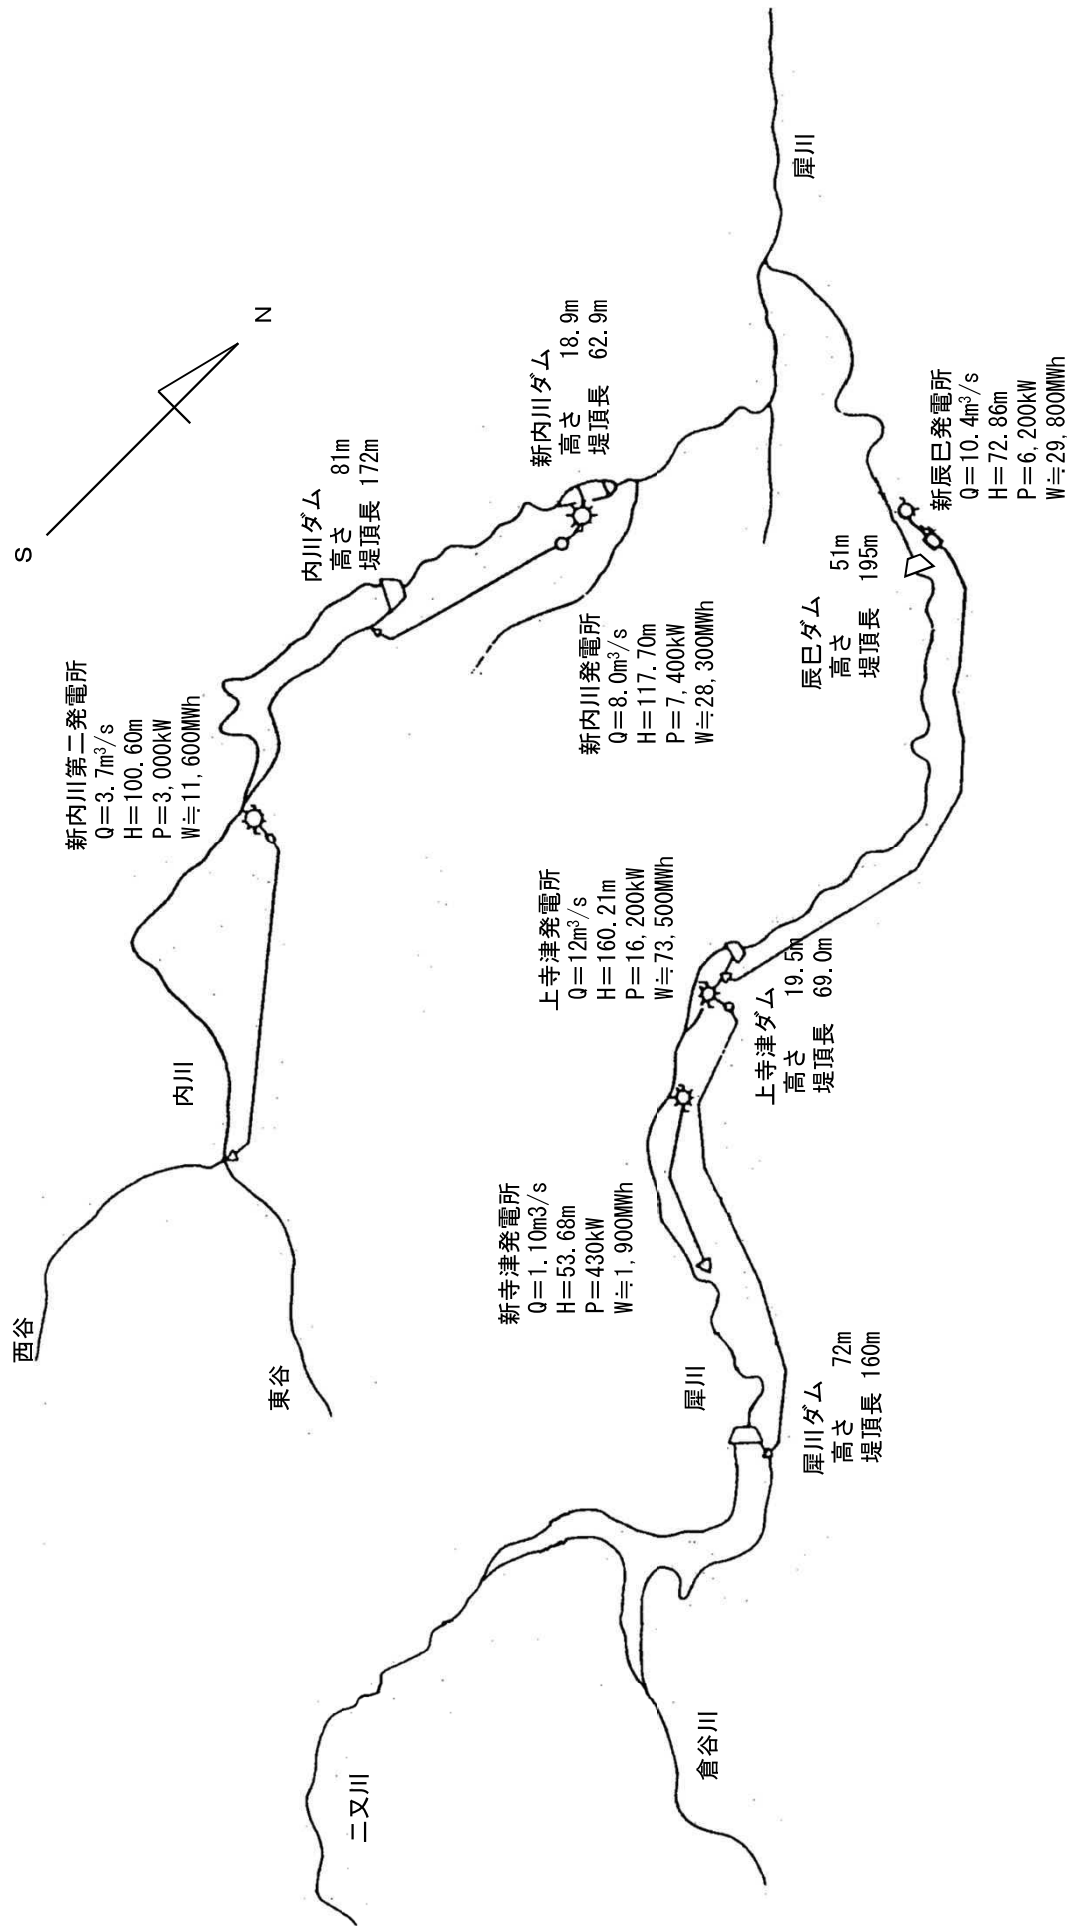 S
N
西谷
東谷
内川
新内川第二発電所
Q=3.7m³/s
H=100.60m
P=3,000kW
W≒11,600MWh
内川ダム
高さ 81m
堤頂長 172m
新内川ダム
高さ 18.9m
堤頂長 62.9m
新内川発電所
Q=8.0m³/s
H=117.70m
P=7,400kW
W≒28,300MWh
二又川
倉谷川
犀川
犀川ダム
高さ 72m
堤頂長 160m
新寺津発電所
Q=1.10m3/s
H=53.68m
P=430kW
W≒1,900MWh
上寺津発電所
Q=12m³/s
H=160.21m
P=16,200kW
W≒73,500MWh
上寺津ダム
高さ 19.5m
堤頂長 69.0m
辰巳ダム
高さ 51m
堤頂長 195m
新辰巳発電所
Q=10.4m³/s
H=72.86m
P=6,200kW
W≒29,800MWh
犀川